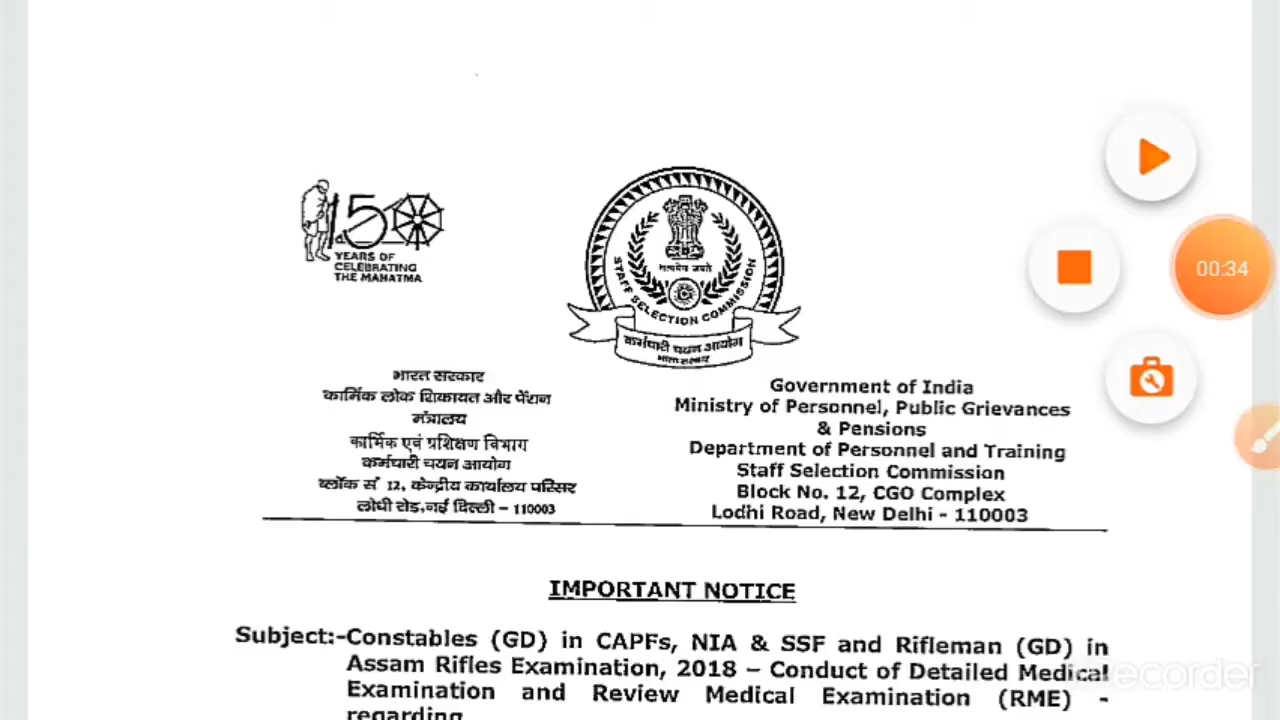 150
YEARS OF
CELEBRATING
THE MAHATMA
सत्यमेव जयते
STAFF SELECTION COMMISSION
कर्मचारी चयन आयोग
भारत सरकार
00:34
भारत सरकार
कार्मिक लोक शिकायत और पेंशन
मंत्रालय
कार्मिक एवं प्रशिक्षण विभाग
कर्मचारी चयन आयोग
ब्लॉक सं 12, केन्द्रीय कार्यालय परिसर
लोधी रोड,नई दिल्ली – 110003
Government of India
Ministry of Personnel, Public Grievances
& Pensions
Department of Personnel and Training
Staff Selection Commission
Block No. 12, CGO Complex
Lodhi Road, New Delhi - 110003
IMPORTANT NOTICE
Subject:-Constables (GD) in CAPFs, NIA & SSF and Rifleman (GD) in
Assam Rifles Examination, 2018 – Conduct of Detailed Medical
Examination and Review Medical Examination (RME) -
regarding